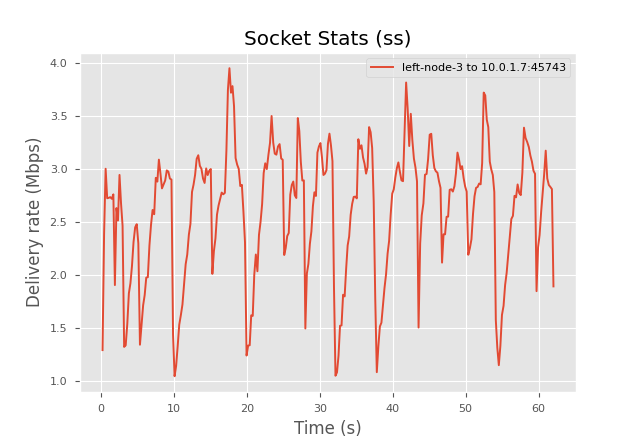 Socket Stats (ss)
left-node-3 to 10.0.1.7:45743
Delivery rate (Mbps)
4.0
3.5
3.0
2.5
2.0
1.5
1.0
0 10 20 30 40 50 60
Time (s)